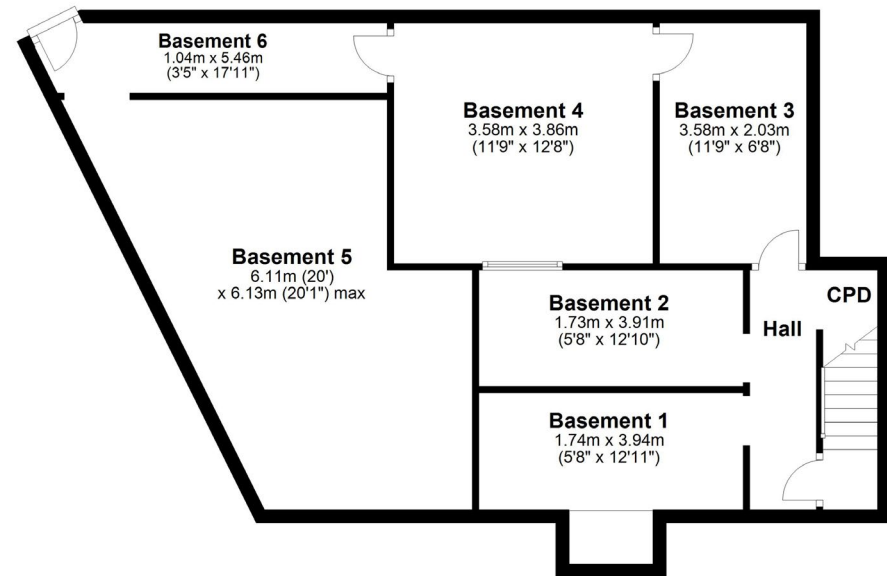 Basement 6
1.04m x 5.46m
(3'5" x 17'11")
Basement 4
3.58m x 3.86m
(11'9" x 12'8")
Basement 3
3.58m x 2.03m
(11'9" x 6'8")
Basement 5
6.11m (20')
x 6.13m (20'1") max
Basement 2
1.73m x 3.91m
(5'8" x 12'10")
CPD
Hall
Basement 1
1.74m x 3.94m
(5'8" x 12'11")